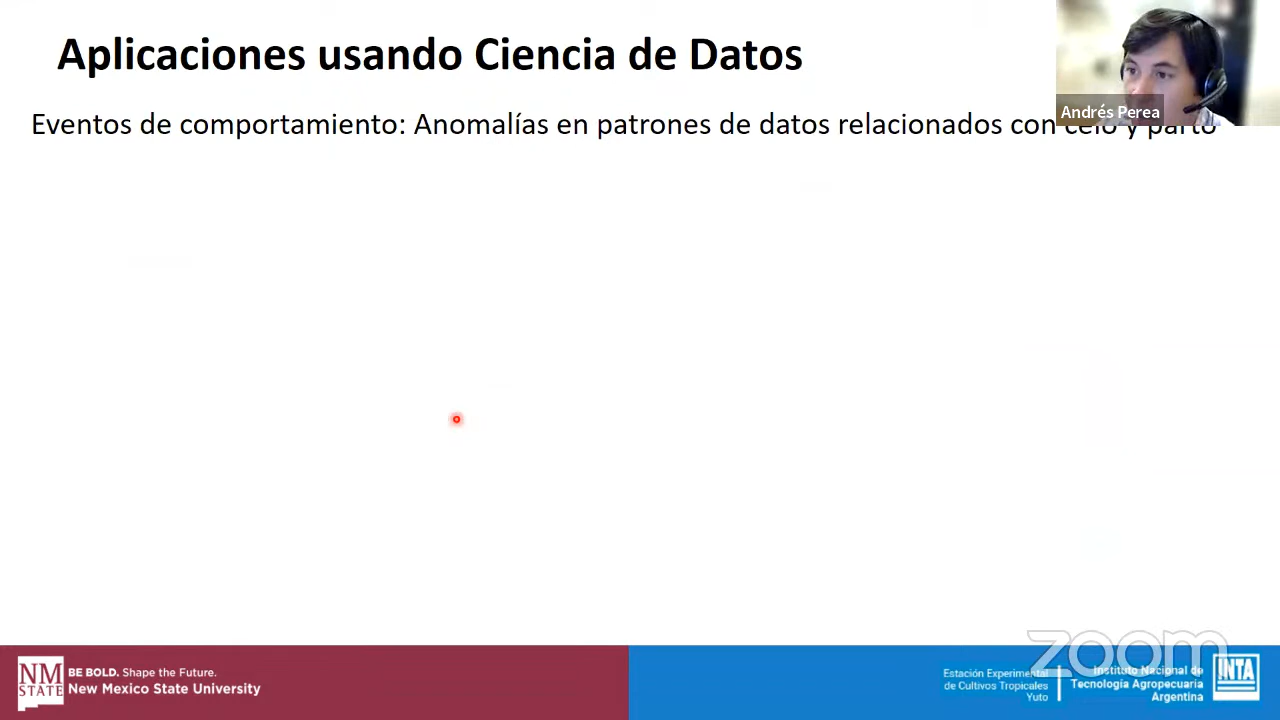 Aplicaciones usando Ciencia de Datos
Andrés Perea
Eventos de comportamiento: Anomalías en patrones de datos relacionados con celo y parto
NM
STATE
BE BOLD. Shape the Future.
New Mexico State University
Estación Experimental
de Cultivos Tropicales
Yuto
Instituto Nacional de
Tecnología Agropecuaria
Argentina
INTA
zoom